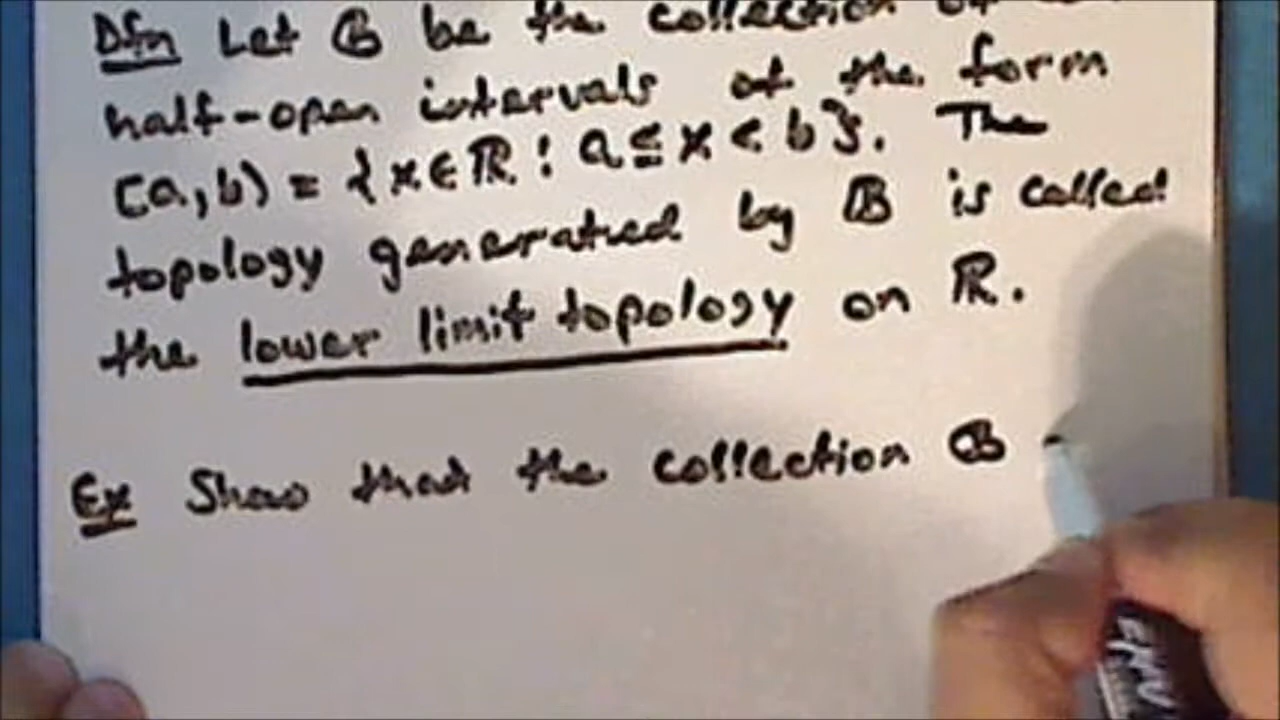 Dfn Let B be the collection of
half-open intervals of the form
[a,b) = {x∈ℝ : a≤x<b}. The
topology generated by B is called
the lower limit topology on ℝ.
Ex Show that the collection B